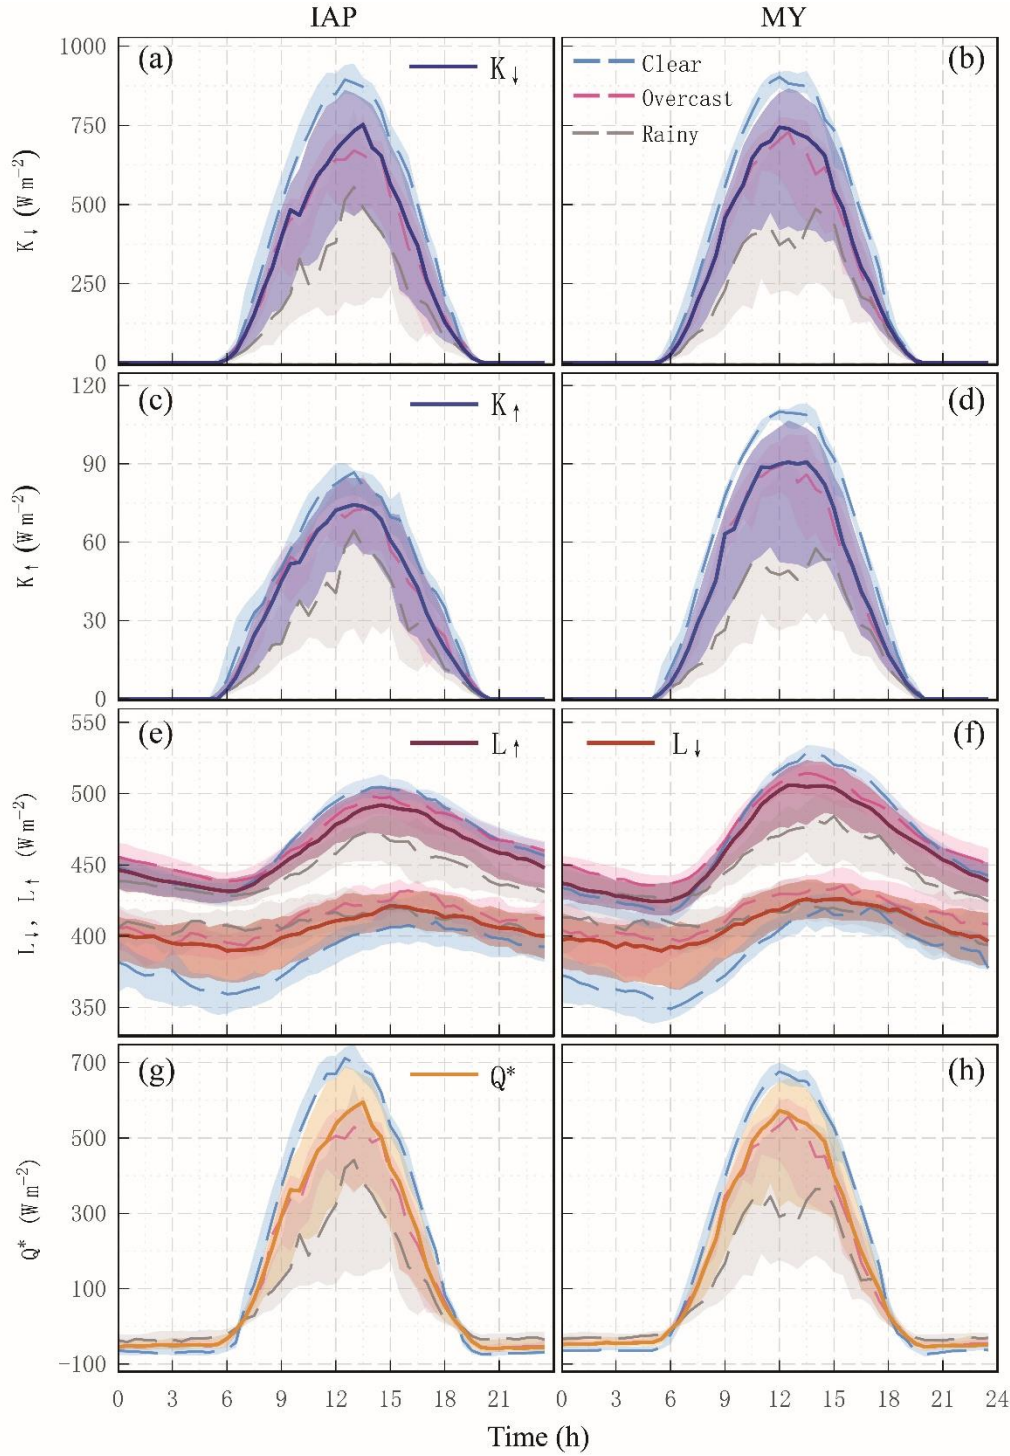 IAP MY
(a) K↓ (b)
Clear
Overcast
Rainy
1000
750
500
250
0
K↓ (W m−2)
(c) K↑ (d)
120
90
60
30
0
K↑ (W m−2)
(e) L↑ L↓ (f)
550
500
450
400
350
L↓, L↑ (W m−2)
(g) Q* (h)
700
500
300
100
-100
Q* (W m−2)
0 3 6 9 12 15 18 21 0 3 6 9 12 15 18 21 24
Time (h)